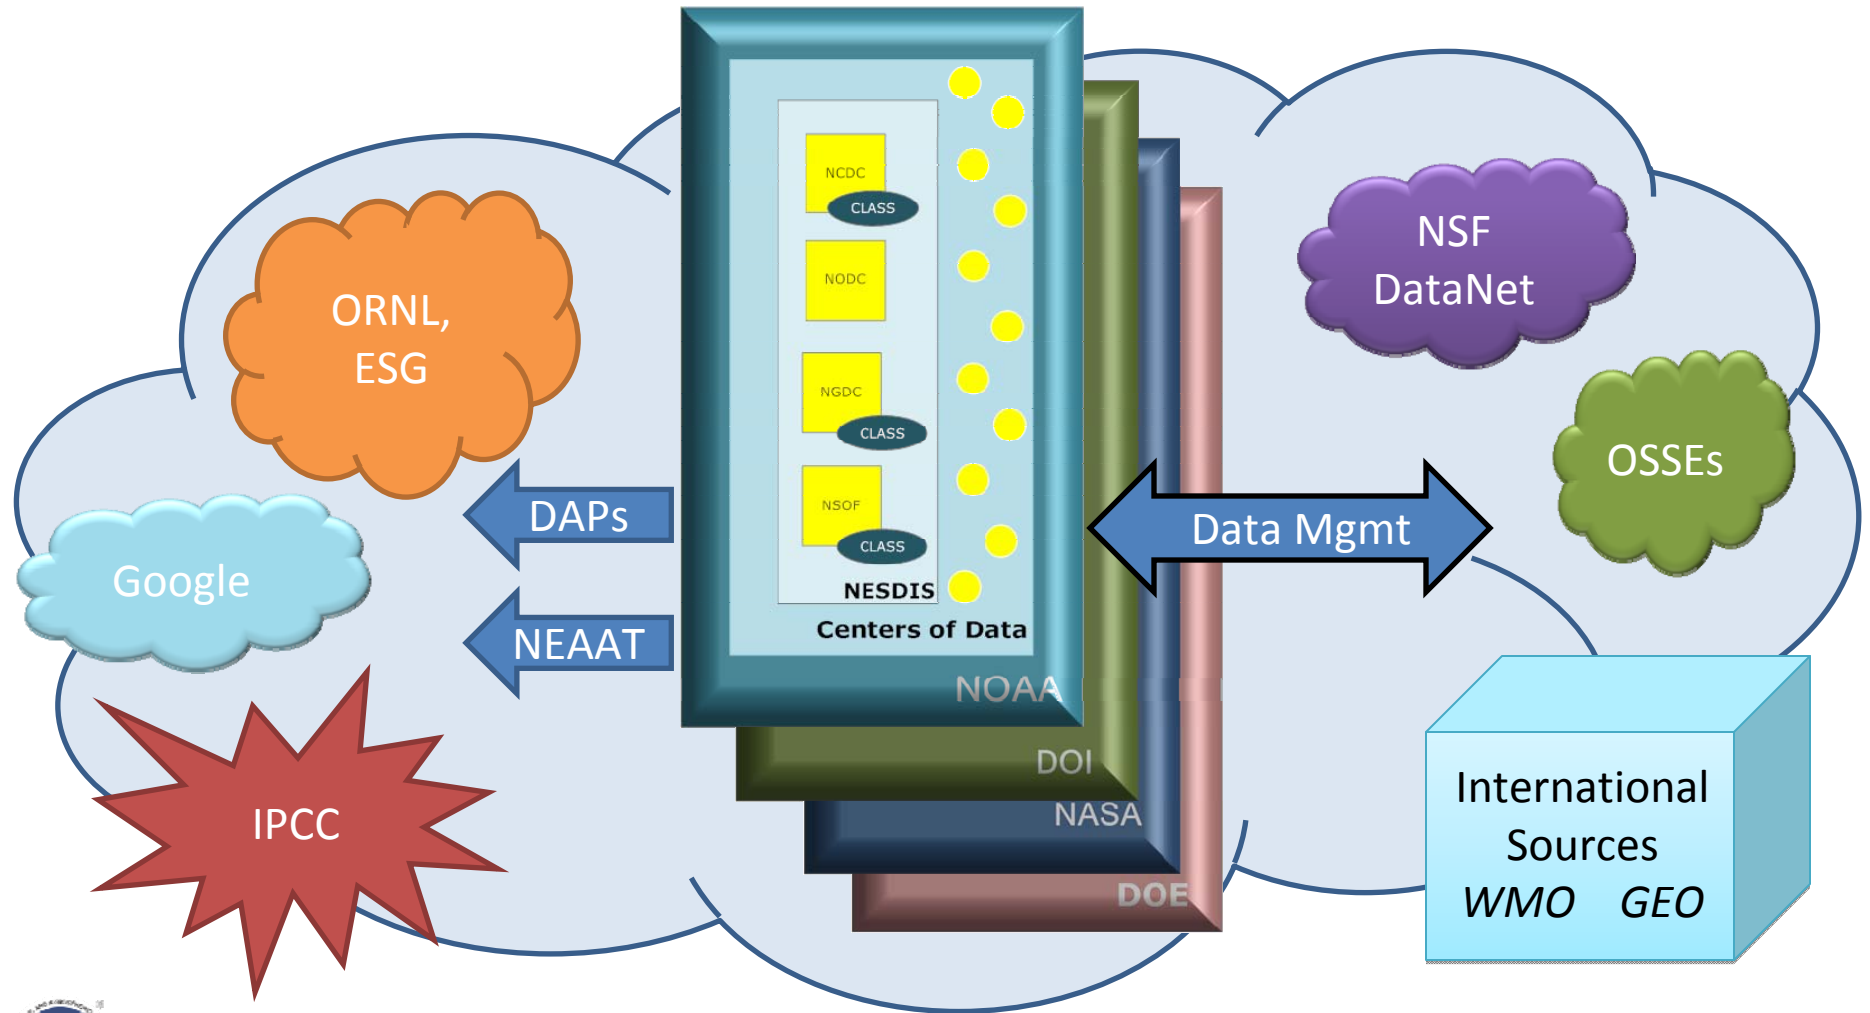 NCDC
CLASS
NODC
NGDC
CLASS
NSOF
CLASS
NESDIS
Centers of Data
NOAA
DOI
NASA
DOE
ORNL,
ESG
Google
IPCC
DAPs
NEAAT
Data Mgmt
NSF
DataNet
OSSEs
International
Sources
WMO GEO